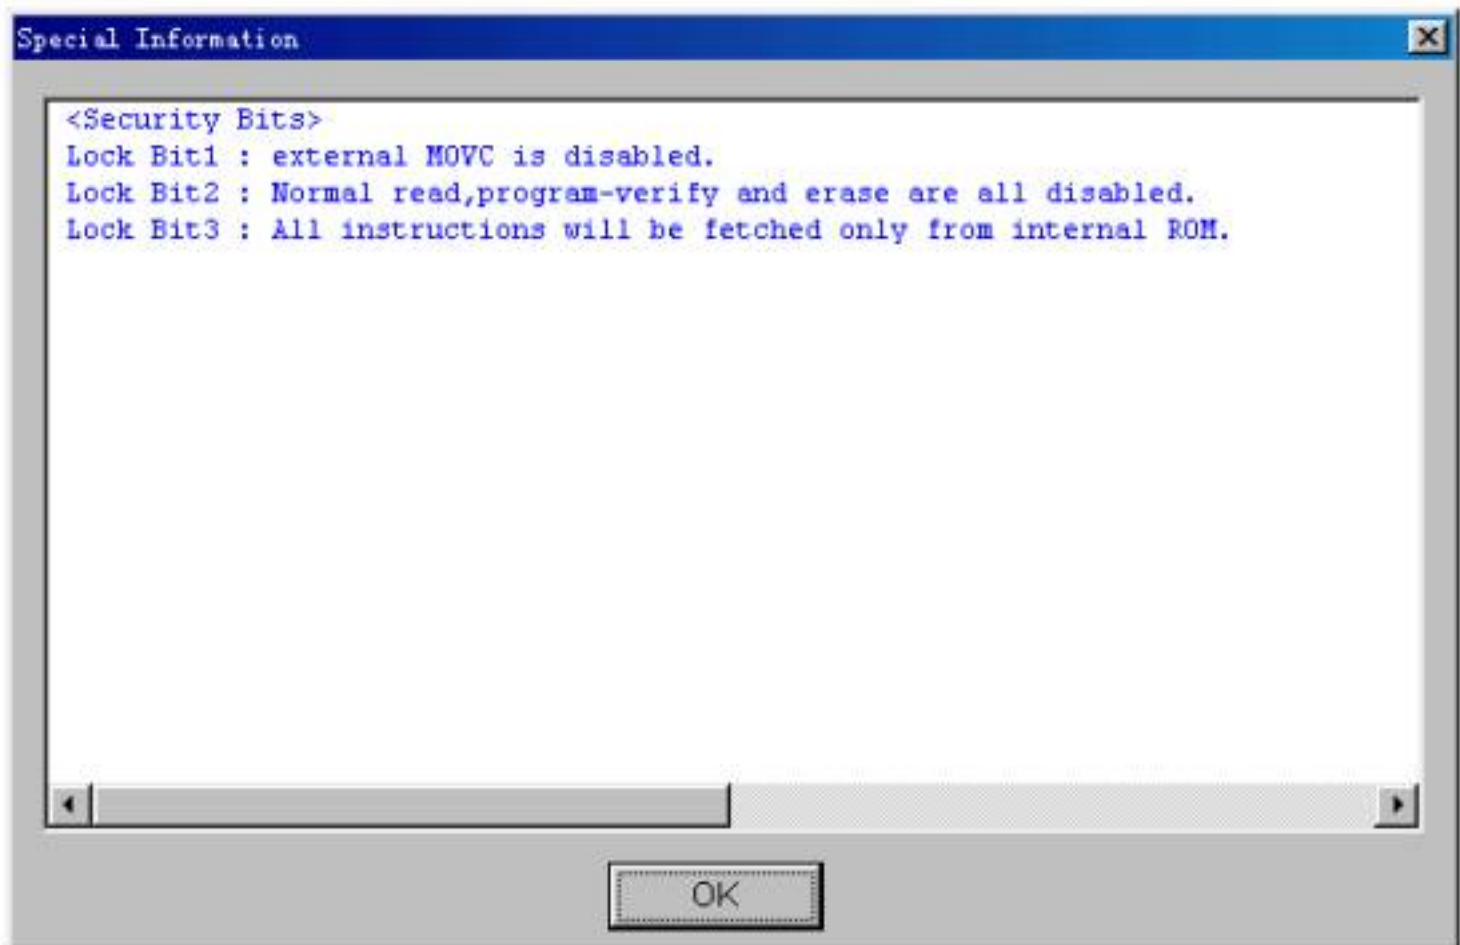 Special Information
<Security Bits>
Lock Bit1 : external MOVC is disabled.
Lock Bit2 : Normal read,program-verify and erase are all disabled.
Lock Bit3 : All instructions will be fetched only from internal ROM.
OK